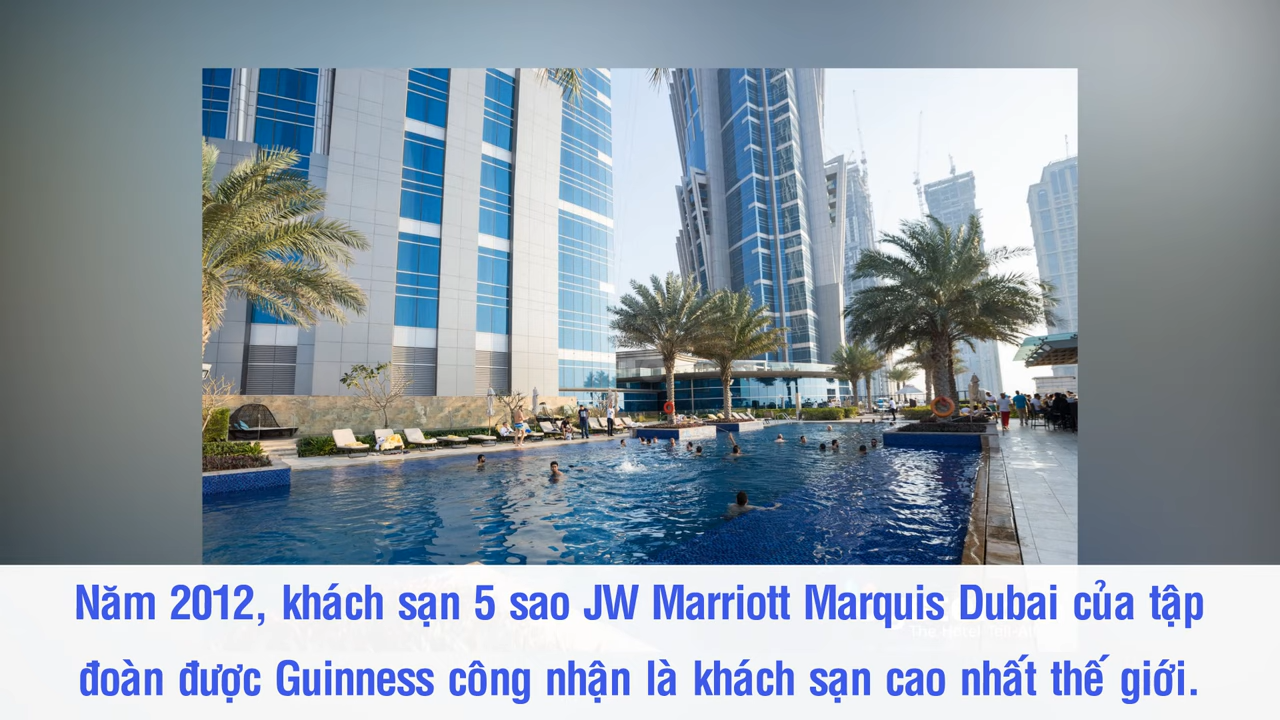 Năm 2012, khách sạn 5 sao JW Marriott Marquis Dubai của tập
đoàn được Guinness công nhận là khách sạn cao nhất thế giới.